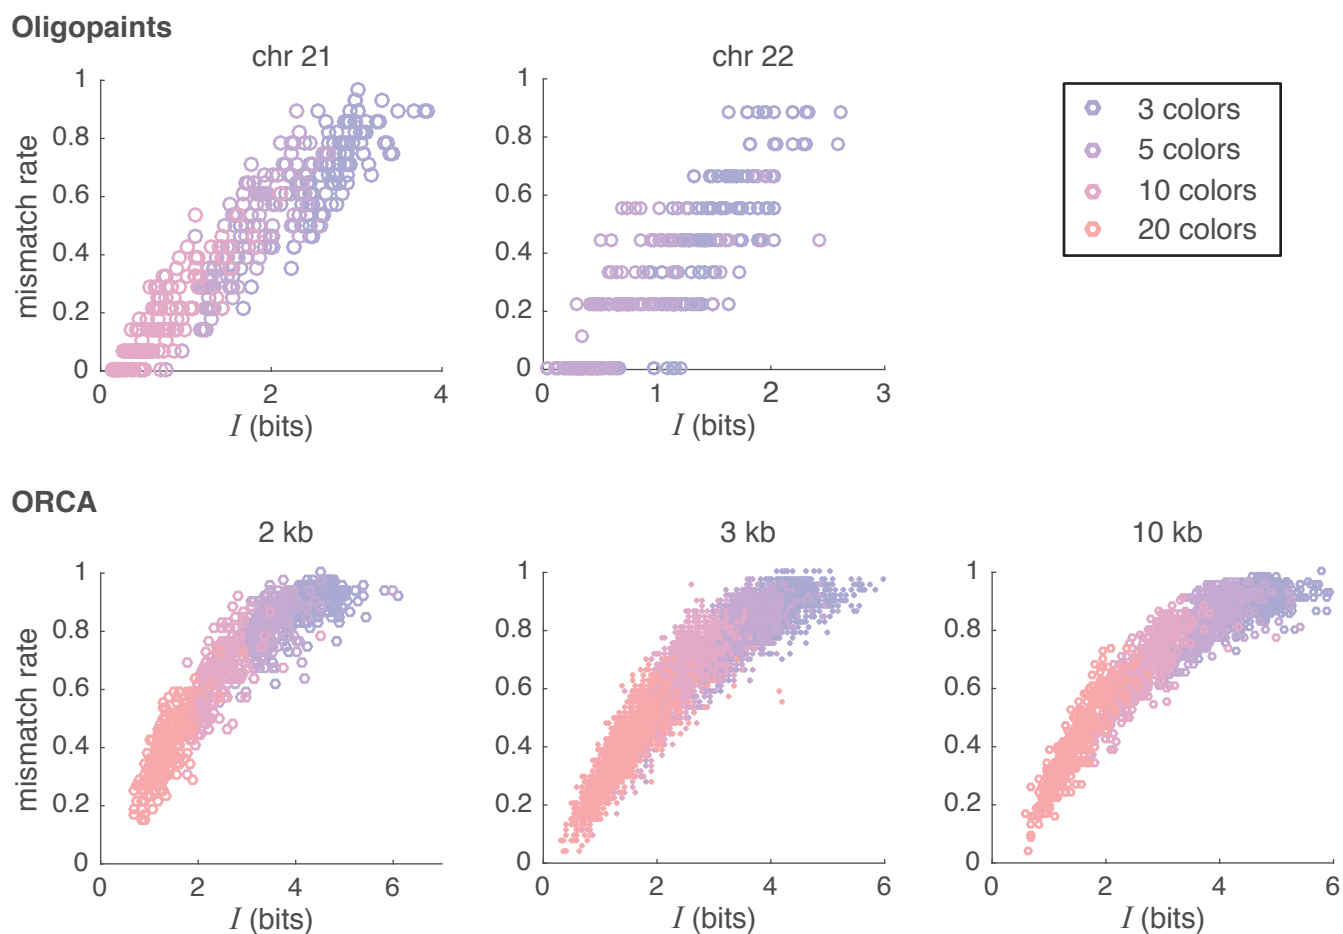 Oligopaints
chr 21
chr 22
1
0.8
0.6
0.4
0.2
0
mismatch rate
0
2
4
I (bits)
1
0.8
0.6
0.4
0.2
0
0
1
2
3
I (bits)
3 colors
5 colors
10 colors
20 colors
ORCA
2 kb
3 kb
10 kb
1
0.8
0.6
0.4
0.2
0
mismatch rate
0
2
4
6
I (bits)
1
0.8
0.6
0.4
0.2
0
0
2
4
6
I (bits)
1
0.8
0.6
0.4
0.2
0
0
2
4
6
I (bits)